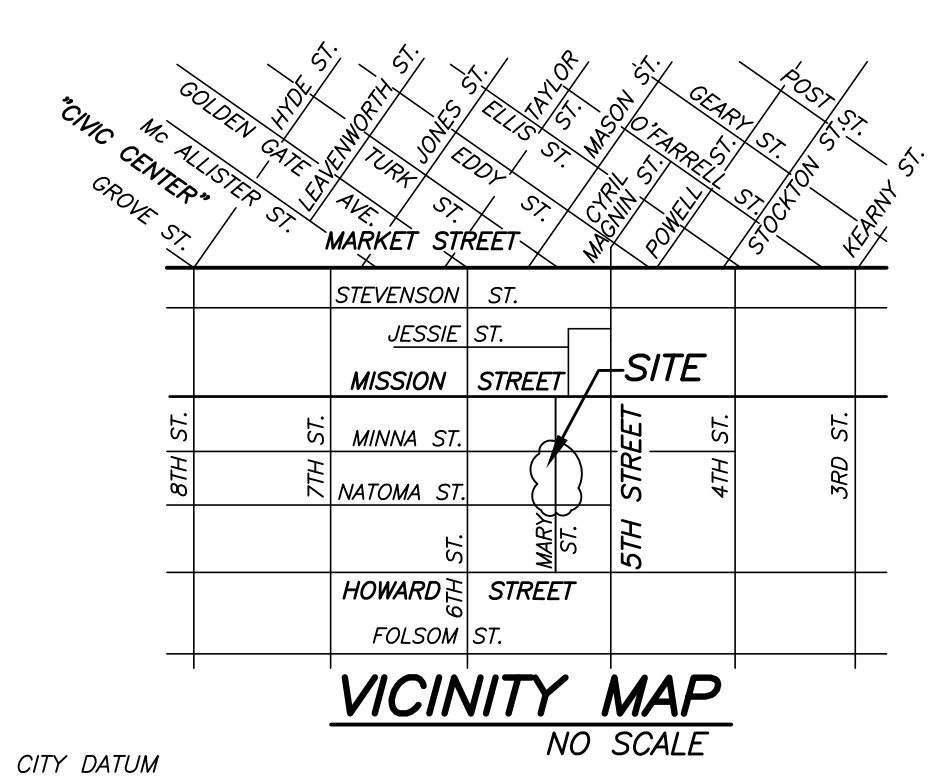 "CIVIC CENTER"
GROVE ST.
Mc ALLISTER ST.
GOLDEN GATE AVE.
HYDE ST.
LEAVENWORTH ST.
TURK ST.
JONES ST.
EDDY ST.
ELLIS ST.
TAYLOR ST.
MASON ST.
CYRIL MAGNIN ST.
O'FARRELL ST.
POWELL ST.
GEARY ST.
POST ST.
STOCKTON ST.
KEARNY ST.
MARKET STREET
STEVENSON ST.
JESSIE ST.
MISSION STREET
SITE
8TH ST.
7TH ST.
MINNA ST.
NATOMA ST.
6TH ST.
MARY ST.
5TH STREET
4TH ST.
3RD ST.
HOWARD STREET
FOLSOM ST.
VICINITY MAP
NO SCALE
CITY DATUM